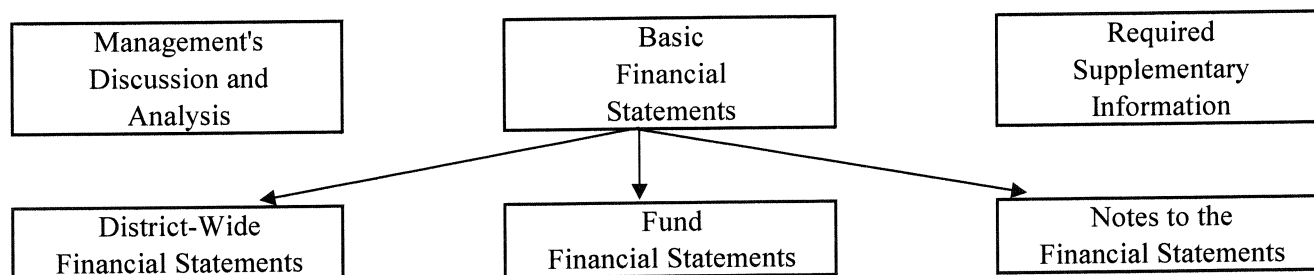 Management's
Discussion and
Analysis
Basic
Financial
Statements
Required
Supplementary
Information
District-Wide
Financial Statements
Fund
Financial Statements
Notes to the
Financial Statements